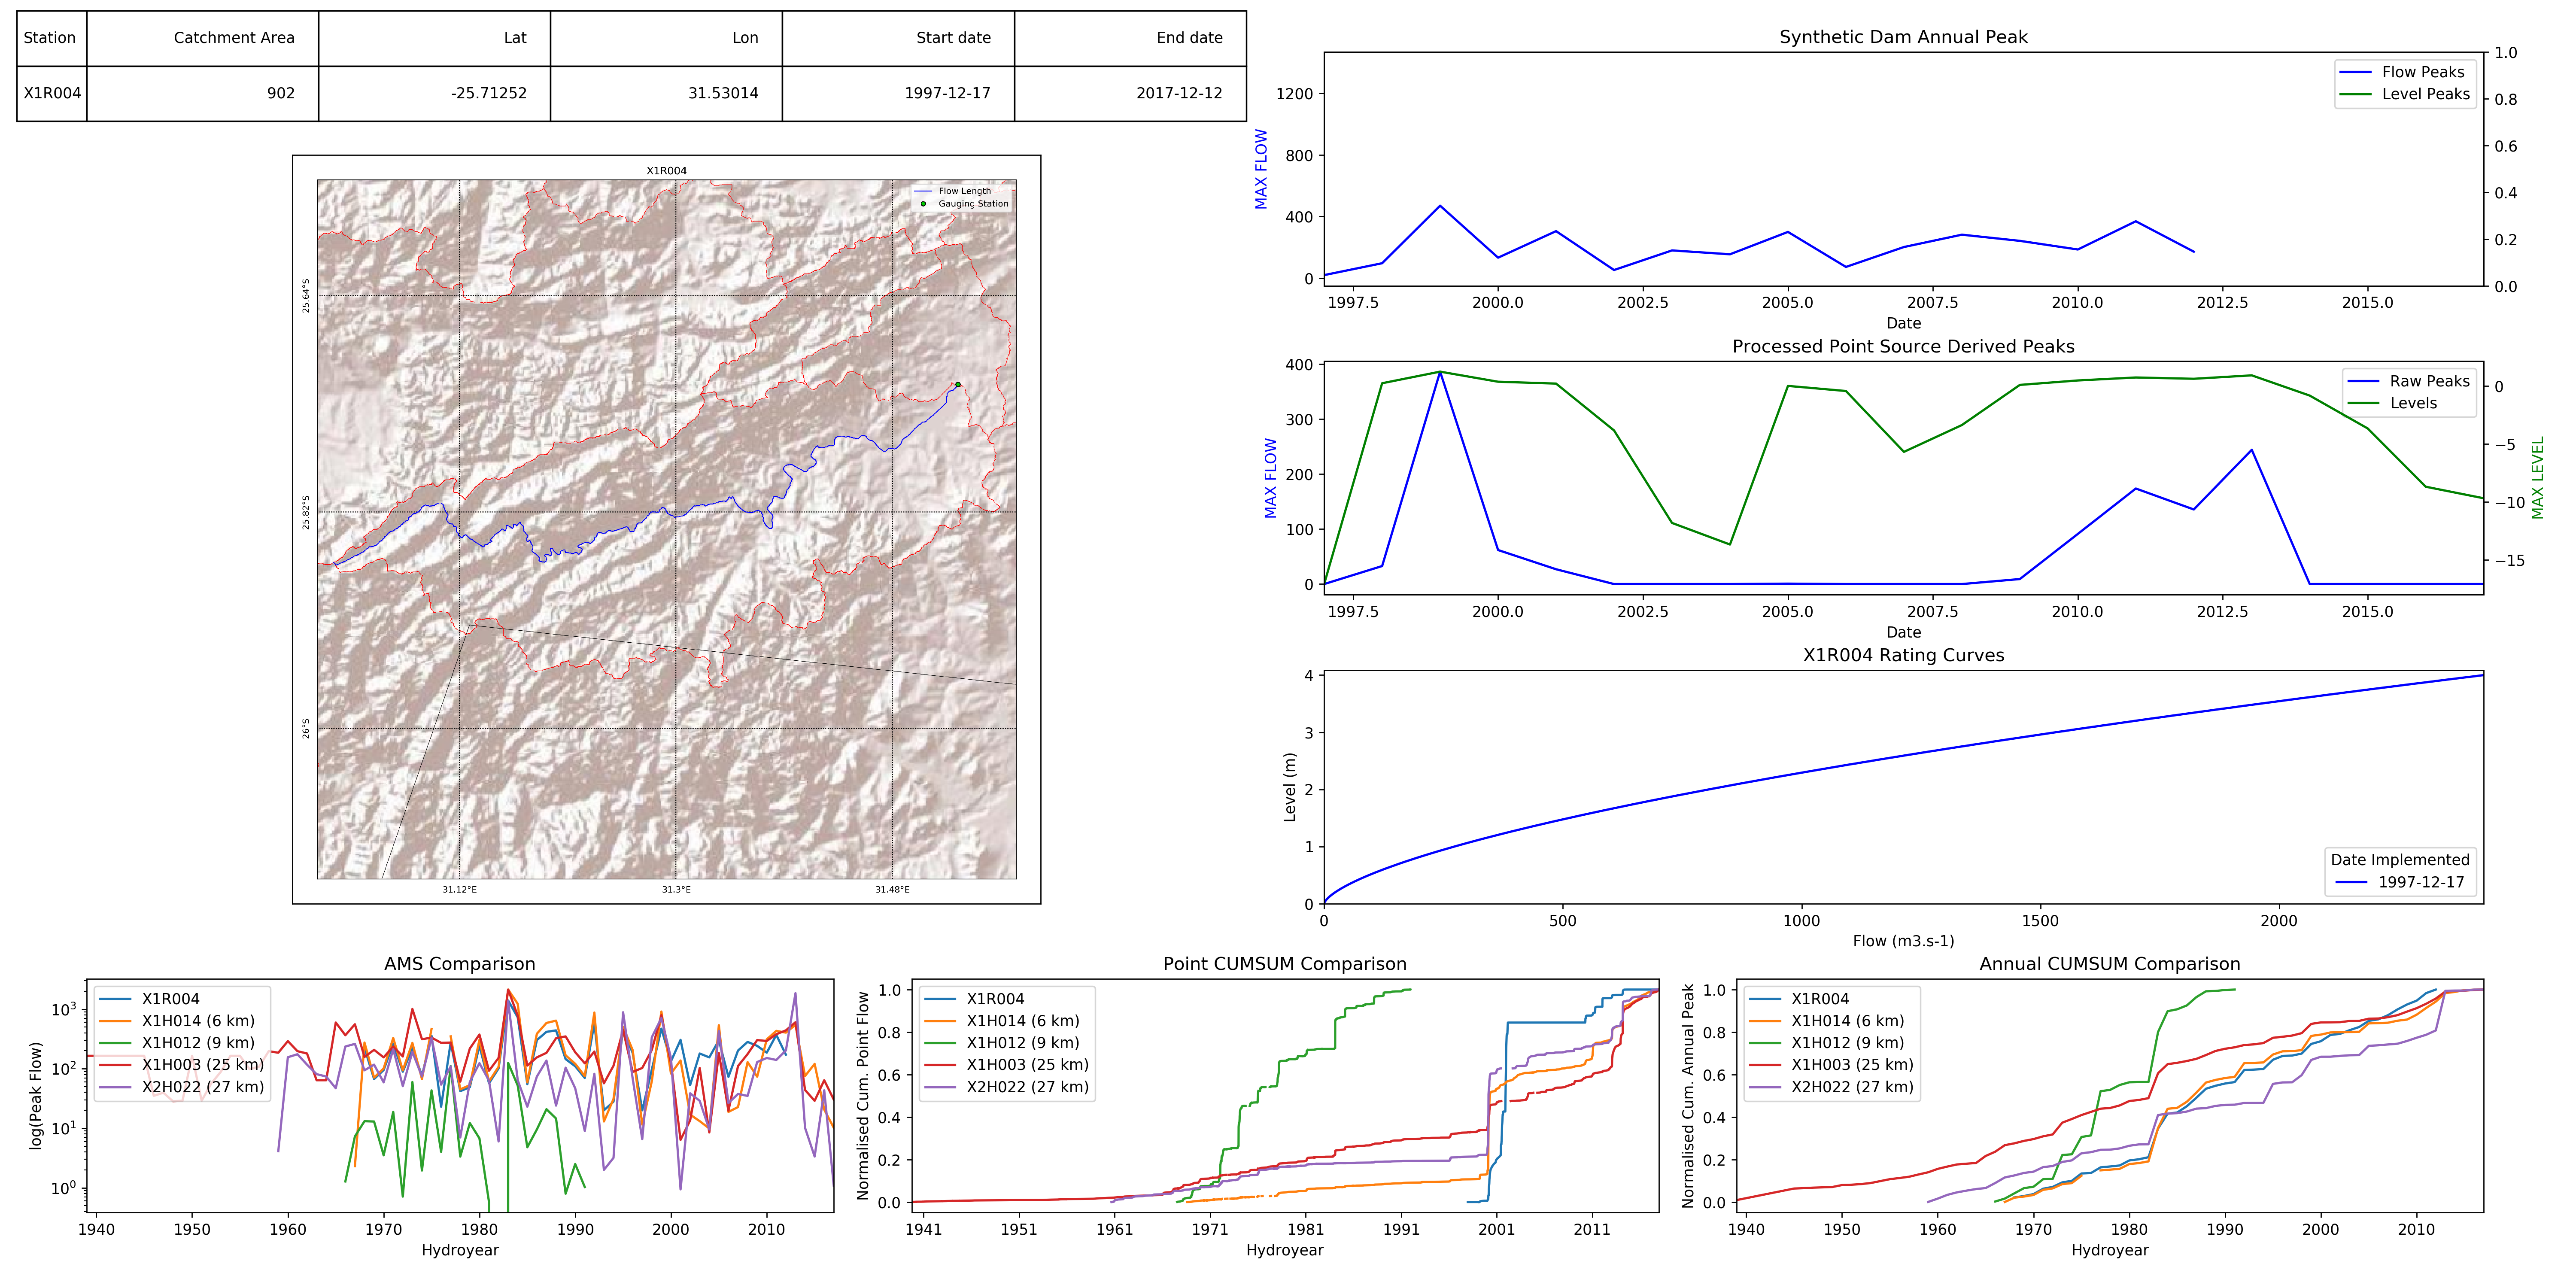 Station Catchment Area Lat Lon Start date End date
X1R004 902 -25.71252 31.53014 1997-12-17 2017-12-12
X1R004
Flow Length
Gauging Station
25.64°S
25.82°S
26°S
31.12°E 31.3°E 31.48°E
Synthetic Dam Annual Peak
Flow Peaks
Level Peaks
MAX FLOW
1200
800
400
0
1.0
0.8
0.6
0.4
0.2
0.0
1997.5 2000.0 2002.5 2005.0 2007.5 2010.0 2012.5 2015.0
Date
Processed Point Source Derived Peaks
Raw Peaks
Levels
MAX FLOW
400
300
200
100
0
0
−5
−10
−15
MAX LEVEL
1997.5 2000.0 2002.5 2005.0 2007.5 2010.0 2012.5 2015.0
Date
X1R004 Rating Curves
Level (m)
4
3
2
1
0
Date Implemented
1997-12-17
0 500 1000 1500 2000
Flow (m3.s-1)
AMS Comparison
X1R004
X1H014 (6 km)
X1H012 (9 km)
X1H003 (25 km)
X2H022 (27 km)
log(Peak Flow)
10³
10²
10¹
10⁰
1940 1950 1960 1970 1980 1990 2000 2010
Hydroyear
Point CUMSUM Comparison
X1R004
X1H014 (6 km)
X1H012 (9 km)
X1H003 (25 km)
X2H022 (27 km)
Normalised Cum. Point Flow
1.0
0.8
0.6
0.4
0.2
0.0
1941 1951 1961 1971 1981 1991 2001 2011
Hydroyear
Annual CUMSUM Comparison
X1R004
X1H014 (6 km)
X1H012 (9 km)
X1H003 (25 km)
X2H022 (27 km)
Normalised Cum. Annual Peak
1.0
0.8
0.6
0.4
0.2
0.0
1940 1950 1960 1970 1980 1990 2000 2010
Hydroyear